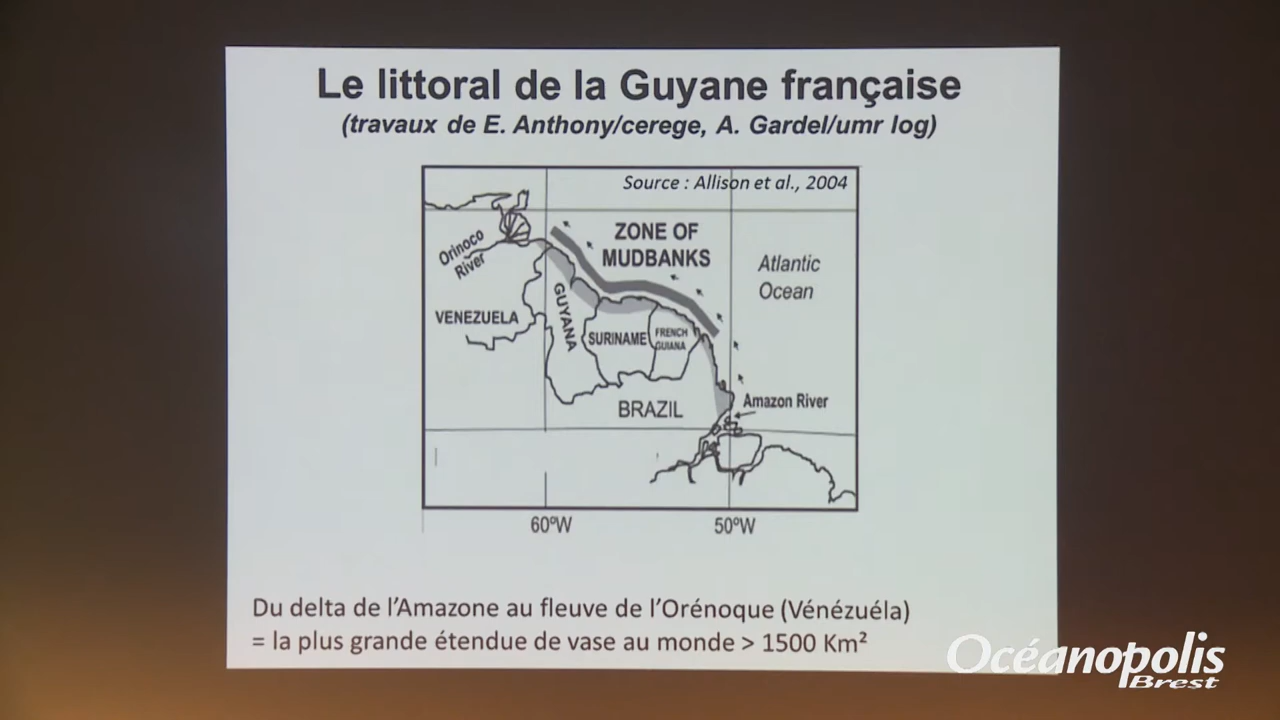 Le littoral de la Guyane française
(travaux de E. Anthony/cerege, A. Gardel/umr log)
Source : Allison et al., 2004
ZONE OF
MUDBANKS
Orinoco
River
Atlantic
Ocean
VENEZUELA
GUYANA
SURINAME
FRENCH
GUIANA
BRAZIL
Amazon River
60ºW
50ºW
Du delta de l'Amazone au fleuve de l'Orénoque (Vénézuéla)
= la plus grande étendue de vase au monde > 1500 Km²
Océanopolis
Brest